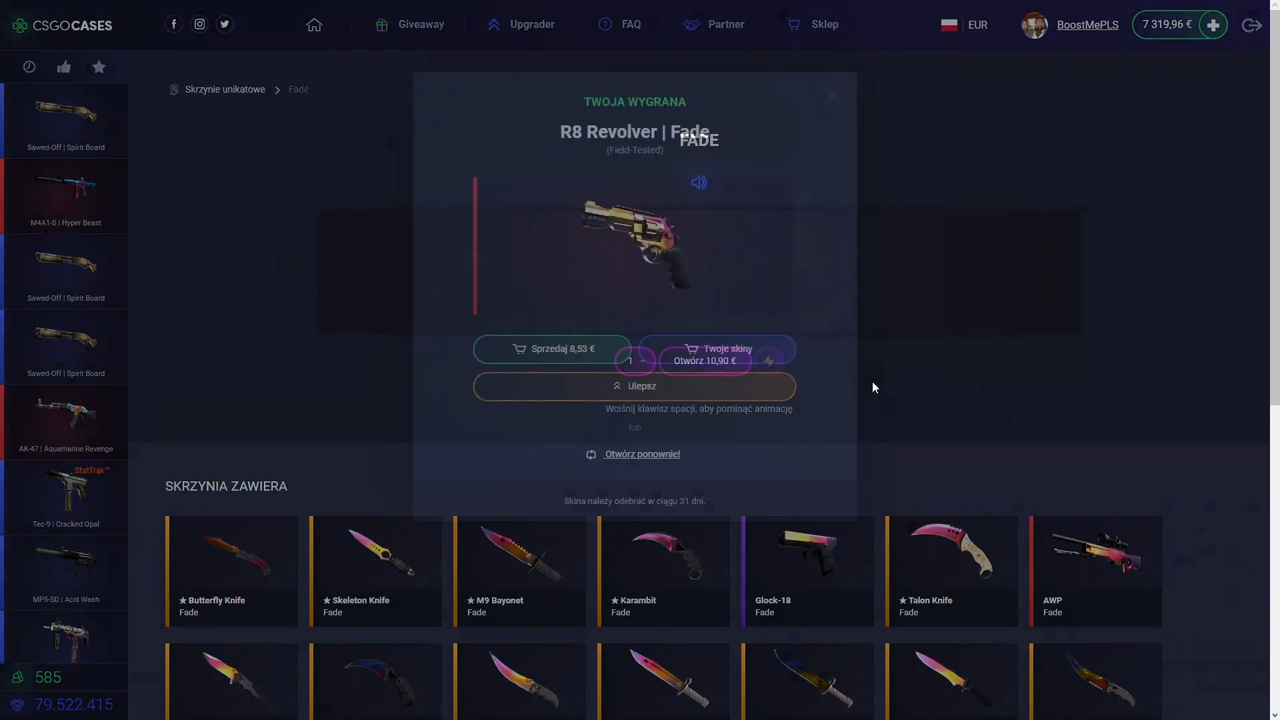 CSGOCASES
Giveaway
Upgrader
FAQ
Partner
Sklep
EUR
BoostMePLS
7 319,96 €
Skrzynie unikatowe > Fade
TWOJA WYGRANA
R8 Revolver | Fade
FADE
(Field-Tested)
Sprzedaj 8,53 €
Twoje skiny
1
Otwórz 10,90 €
Ulepsz
Wciśnij klawisz spacji, aby pominąć animację
lub
Otwórz ponownie!
Skina należy odebrać w ciągu 31 dni.
Sawed-Off | Spirit Board
M4A1-S | Hyper Beast
Sawed-Off | Spirit Board
Sawed-Off | Spirit Board
AK-47 | Aquamarine Revenge
StatTrak™
Tec-9 | Cracked Opal
MP5-SD | Acid Wash
585
79.522.415
SKRZYNIA ZAWIERA
★ Butterfly Knife
Fade
★ Skeleton Knife
Fade
★ M9 Bayonet
Fade
★ Karambit
Fade
Glock-18
Fade
★ Talon Knife
Fade
AWP
Fade